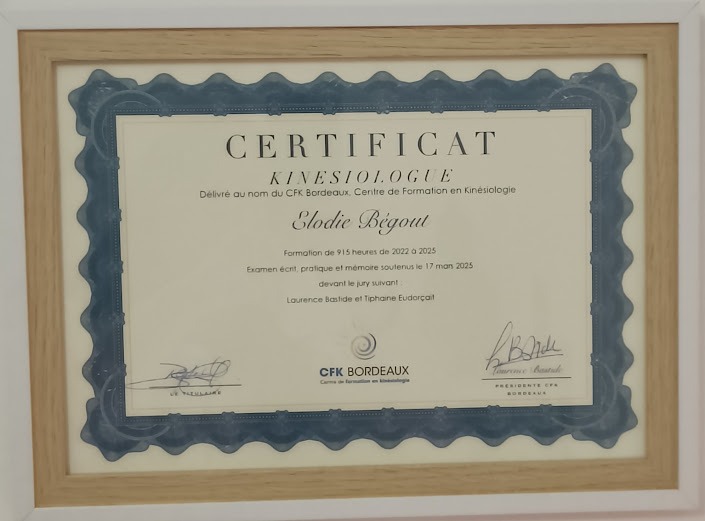 CERTIFICAT
KINESIOLOGUE
Délivré au nom du CFK Bordeaux, Centre de Formation en Kinésiologie
Elodie Bégout
Formation de 915 heures de 2022 à 2025
Examen écrit, pratique et mémoire soutenus le 17 mars 2025
devant le jury suivant :
Laurence Bastide et Tiphaine Eudorçait
CFK BORDEAUX
Centre de formation en kinésiologie
LE TITULAIRE
Laurence Bastide
PRÉSIDENTE CFK
BORDEAUX